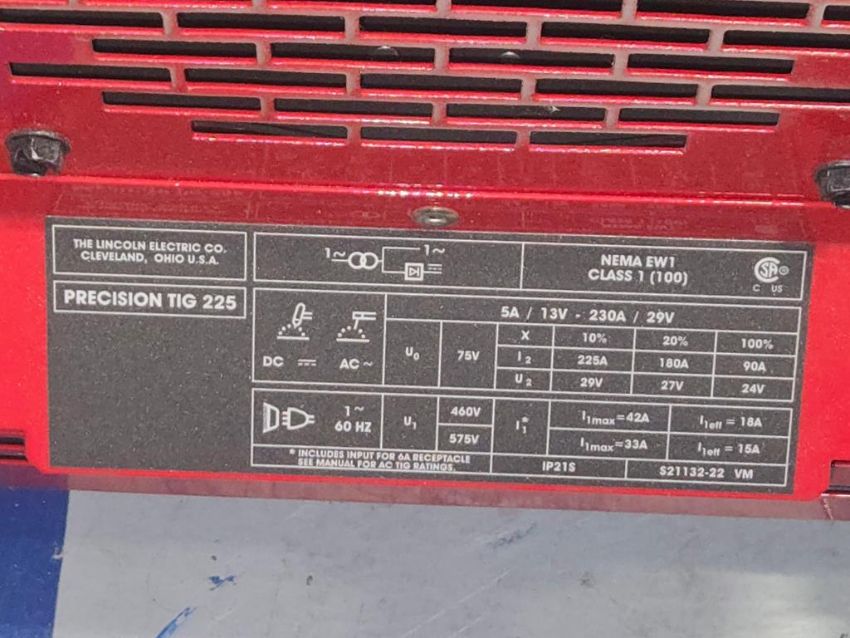 THE LINCOLN ELECTRIC CO.
CLEVELAND, OHIO U.S.A.
PRECISION TIG 225
1~ 1~
NEMA EW1
CLASS 1 (100)
CSA ®
C US
5A / 13V - 230A / 29V
DC AC ~
U0 75V
X 10% 20% 100%
I2 225A 180A 90A
U2 29V 27V 24V
1~
60 HZ
U1
460V
575V
I1*
I1max=42A I1eff = 18A
I1max=33A I1eff = 15A
* INCLUDES INPUT FOR 6A RECEPTACLE
SEE MANUAL FOR AC TIG RATINGS.
IP21S
S21132-22 VM